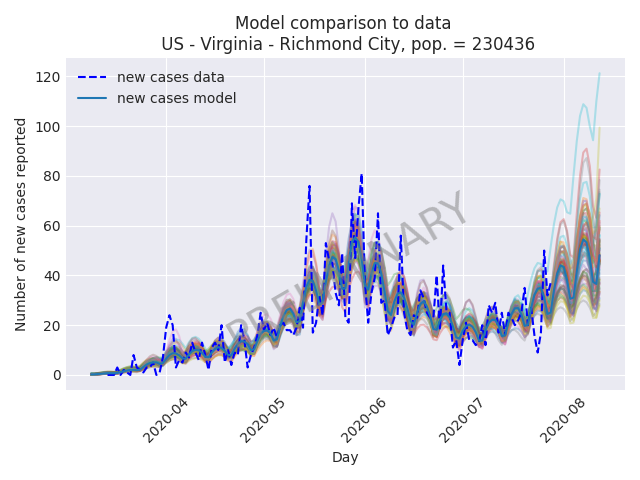 Model comparison to data
US - Virginia - Richmond City, pop. = 230436
new cases data
new cases model
PRELIMINARY
Number of new cases reported
120
100
80
60
40
20
0
2020-04
2020-05
2020-06
2020-07
2020-08
Day